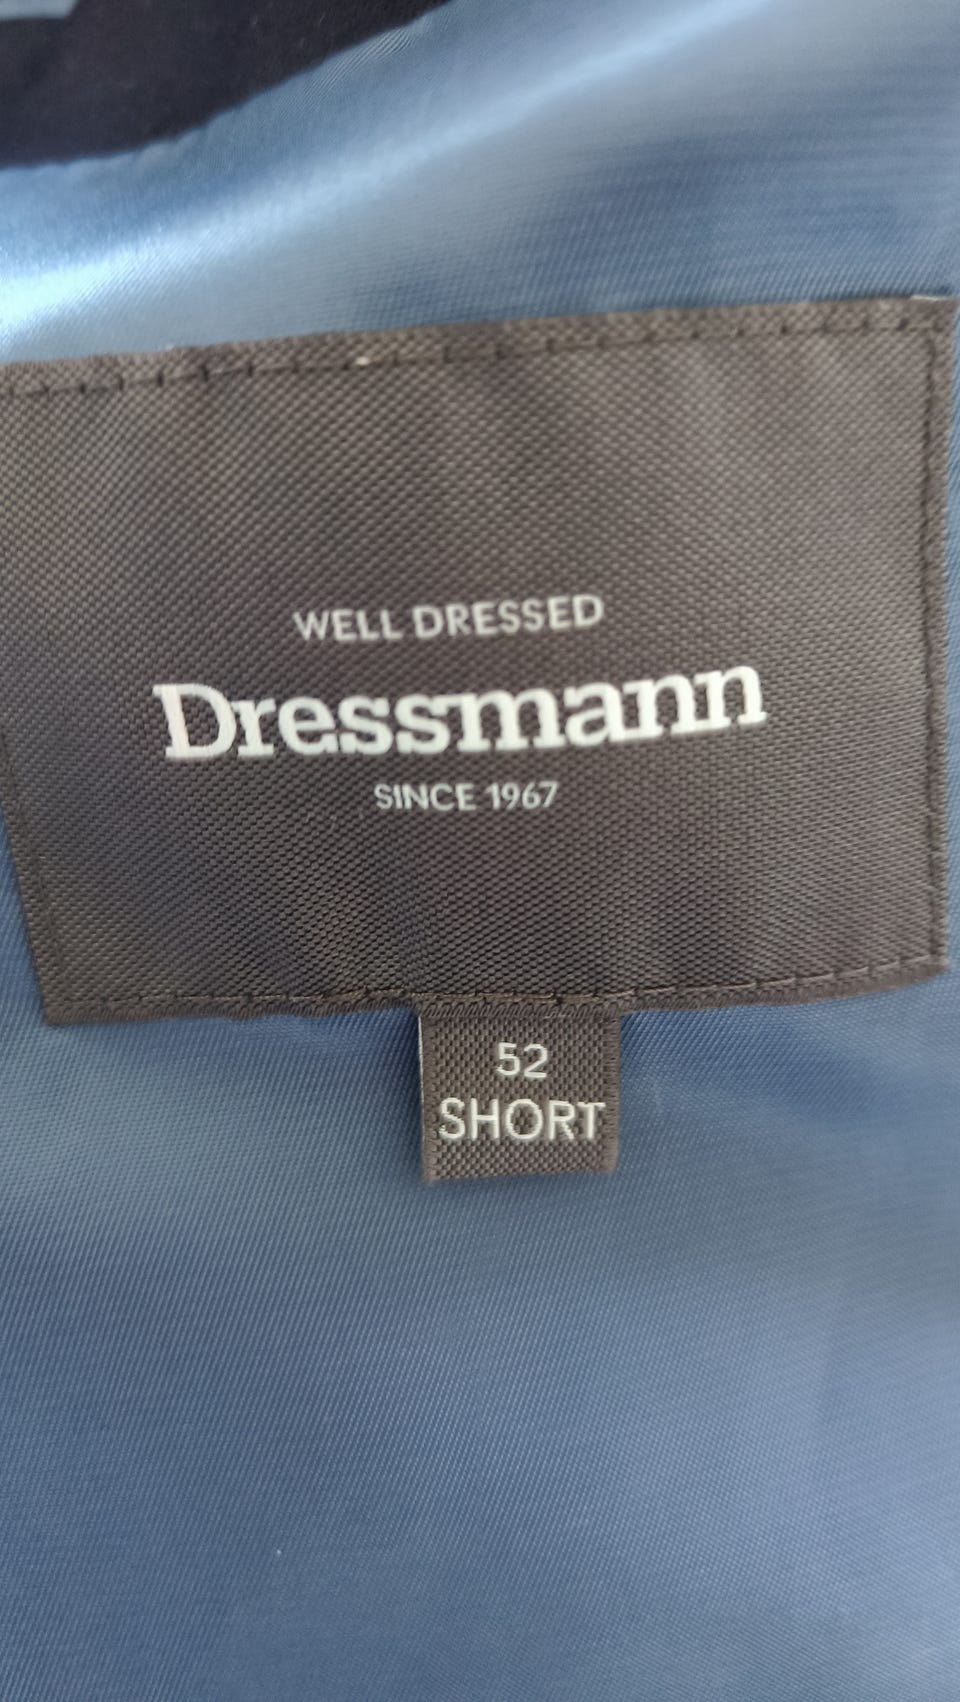 WELL DRESSED
Dressmann
SINCE 1967
52
SHORT